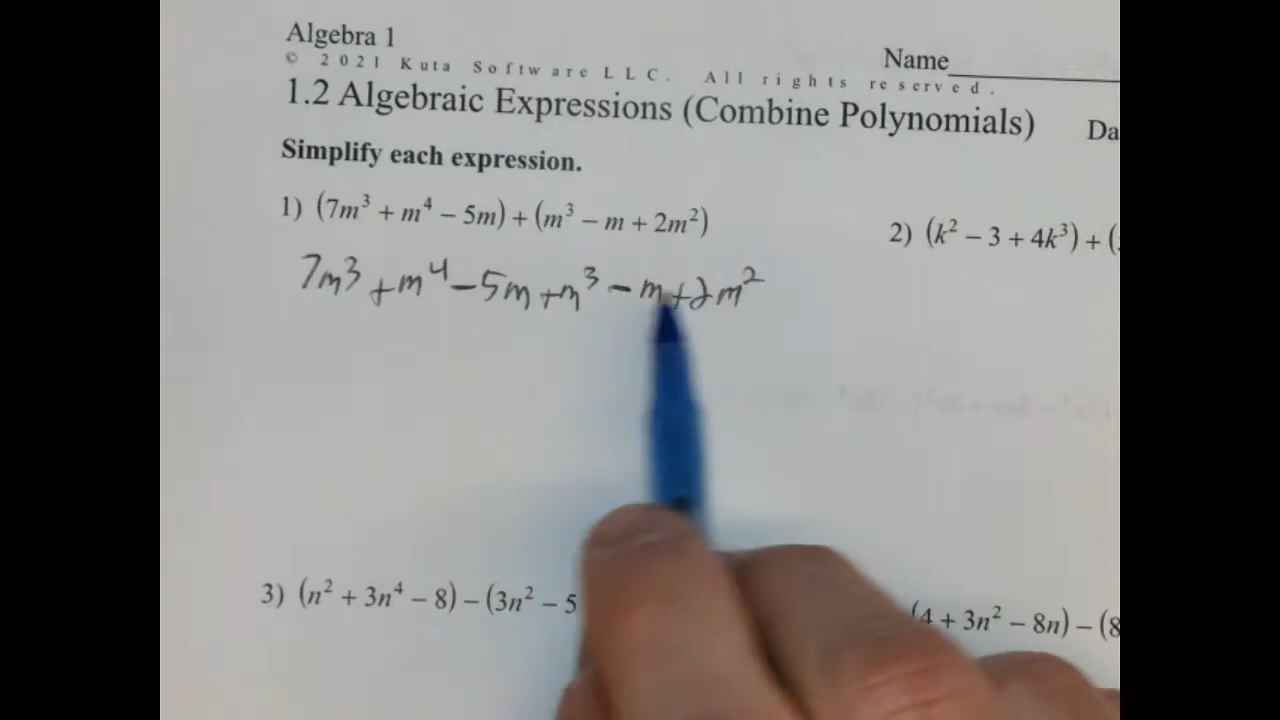 Algebra 1
Name
© 2021 Kuta Software LLC. All rights reserved.
1.2 Algebraic Expressions (Combine Polynomials)
Da
Simplify each expression.
1) (7m³ + m⁴ − 5m) + (m³ − m + 2m²)
2) (k² − 3 + 4k³) + (
7m³ + m⁴ − 5m + m³ − m + 2m²
3) (n² + 3n⁴ − 8) − (3n² − 5
(4 + 3n² − 8n) − (8